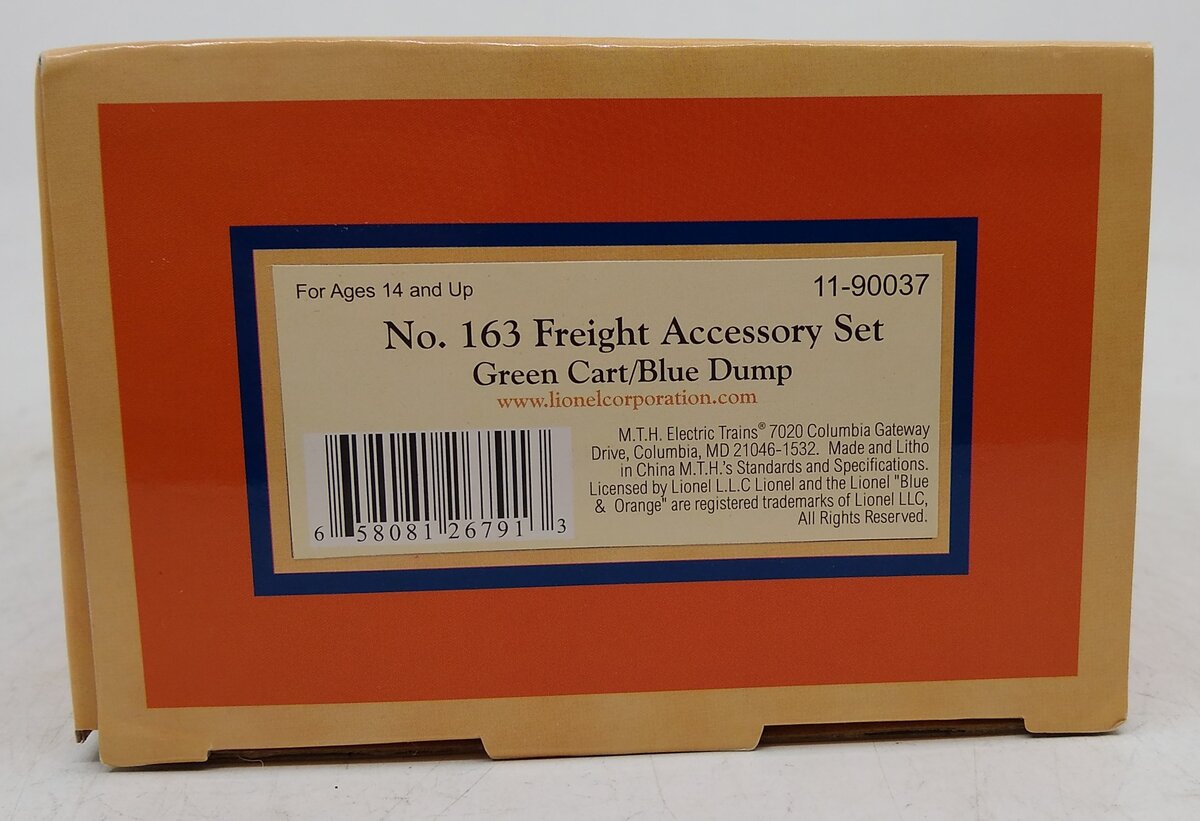 For Ages 14 and Up
11-90037
No. 163 Freight Accessory Set
Green Cart/Blue Dump
www.lionelcorporation.com
M.T.H. Electric Trains® 7020 Columbia Gateway
Drive, Columbia, MD 21046-1532. Made and Litho
in China M.T.H.'s Standards and Specifications.
Licensed by Lionel L.L.C Lionel and the Lionel "Blue
& Orange" are registered trademarks of Lionel LLC,
All Rights Reserved.
6 58081 26791 3